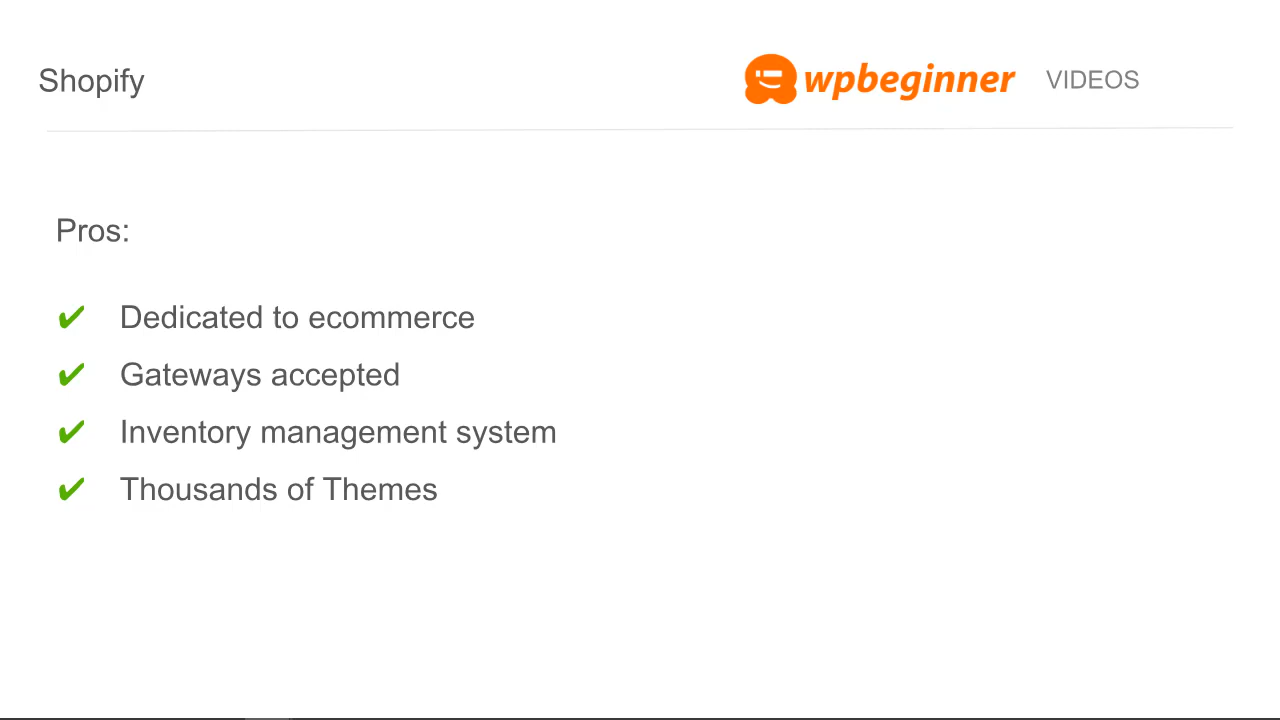 Shopify
wpbeginner VIDEOS
Pros:
✔ Dedicated to ecommerce
✔ Gateways accepted
✔ Inventory management system
✔ Thousands of Themes